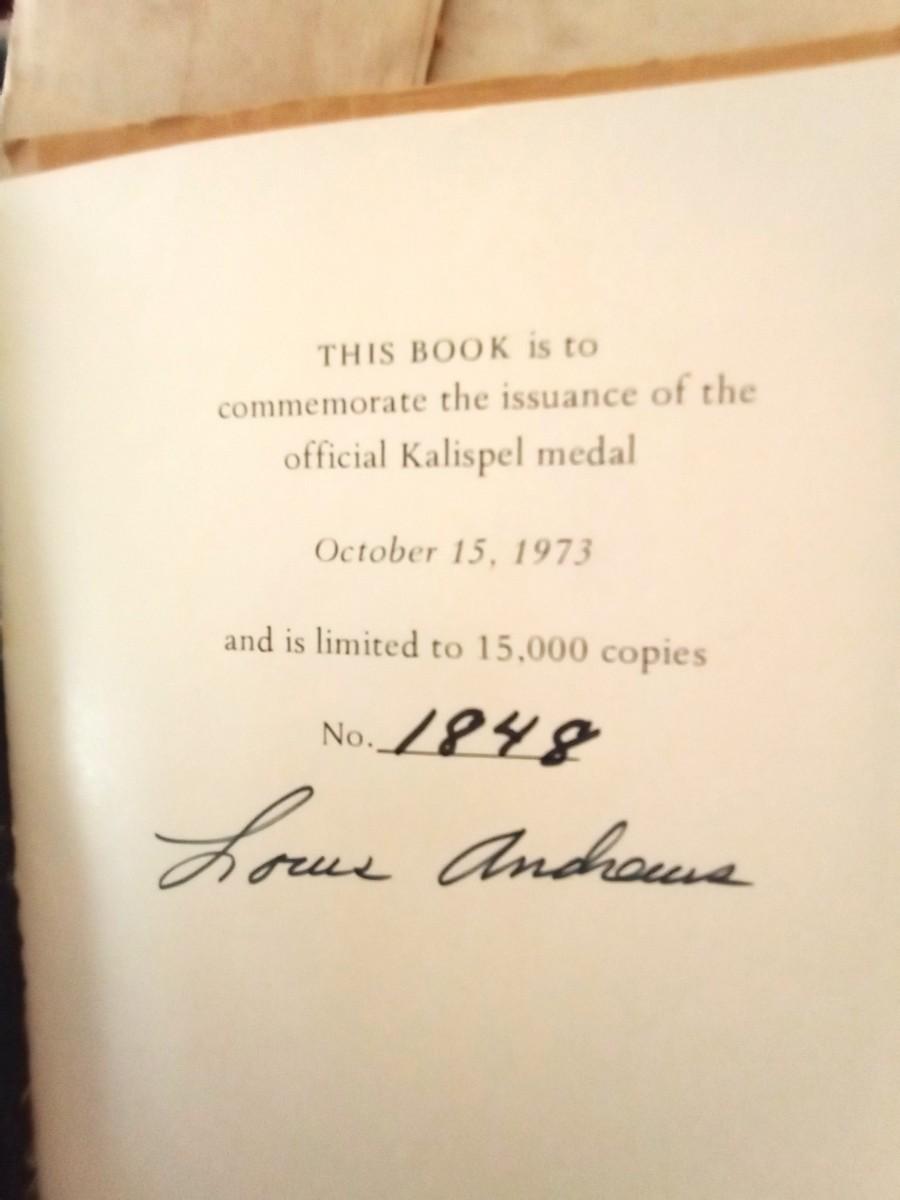 THIS BOOK is to
commemorate the issuance of the
official Kalispel medal
October 15, 1973
and is limited to 15,000 copies
No. 1848
Louis Andrews